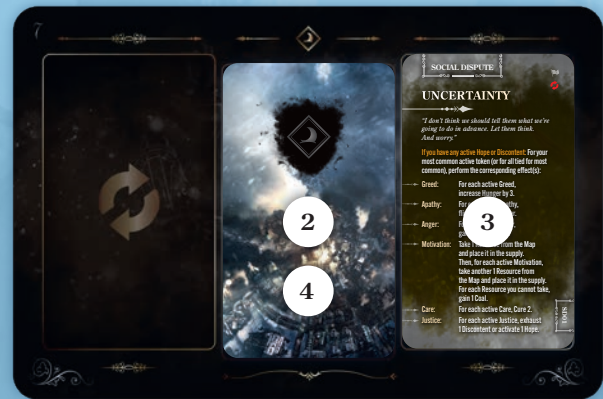 7
SOCIAL DISPUTE
UNCERTAINTY
"I don't think we should tell them what we're
going to do in advance. Let them think.
And worry."
If you have any active Hope or Discontent: For your
most common active token (or for all tied for most
common), perform the corresponding effect(s):
Greed: For each active Greed,
increase Hunger by 3.
Apathy: For
Anger:
Motivation: Take 1 from the Map
and place it in the supply.
Then, for each active Motivation,
take another 1 Resource from
the Map and place it in the supply.
For each Resource you cannot take,
gain 1 Coal.
Care: For each active Care, Cure 2.
Justice: For each active Justice, exhaust
1 Discontent or activate 1 Hope.
2
3
4